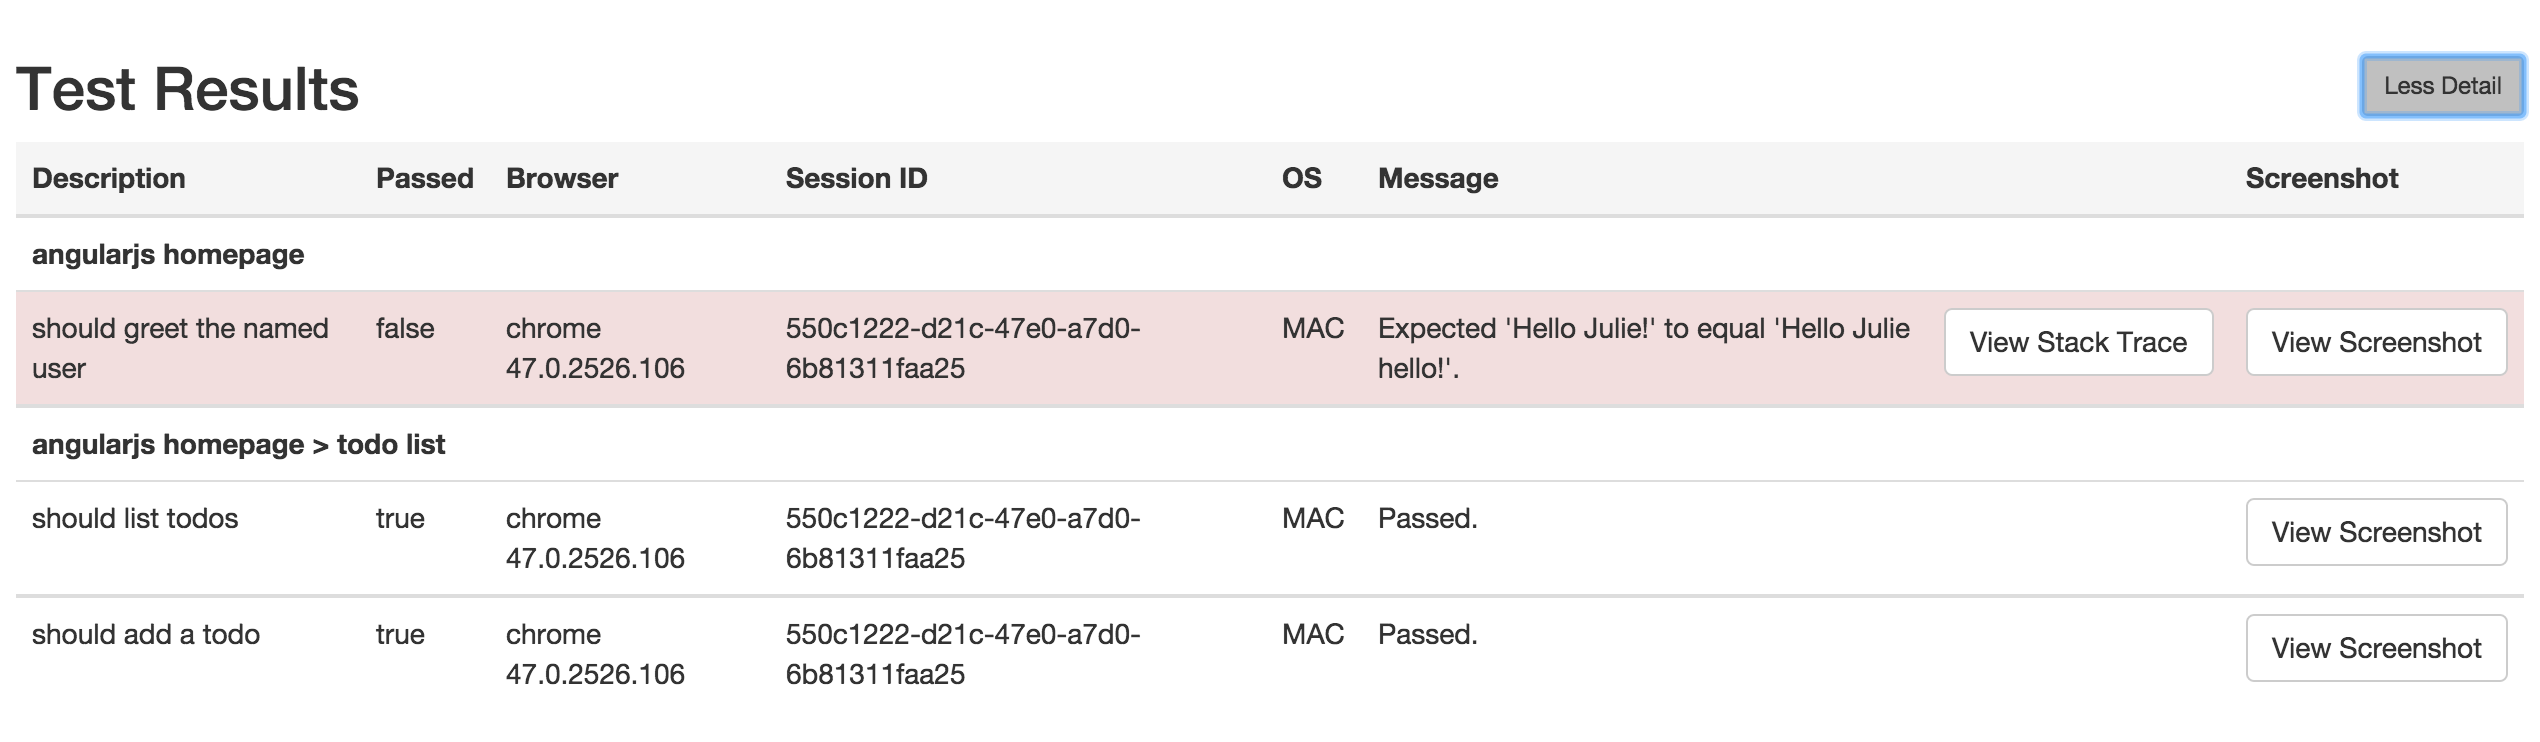 Test Results
Less Detail
Description Passed Browser Session ID OS Message Screenshot
angularjs homepage
should greet the named false chrome 550c1222-d21c-47e0-a7d0- MAC Expected 'Hello Julie!' to equal 'Hello Julie View Stack Trace View Screenshot
user 47.0.2526.106 6b81311faa25 hello!'.
angularjs homepage > todo list
should list todos true chrome 550c1222-d21c-47e0-a7d0- MAC Passed. View Screenshot
47.0.2526.106 6b81311faa25
should add a todo true chrome 550c1222-d21c-47e0-a7d0- MAC Passed. View Screenshot
47.0.2526.106 6b81311faa25